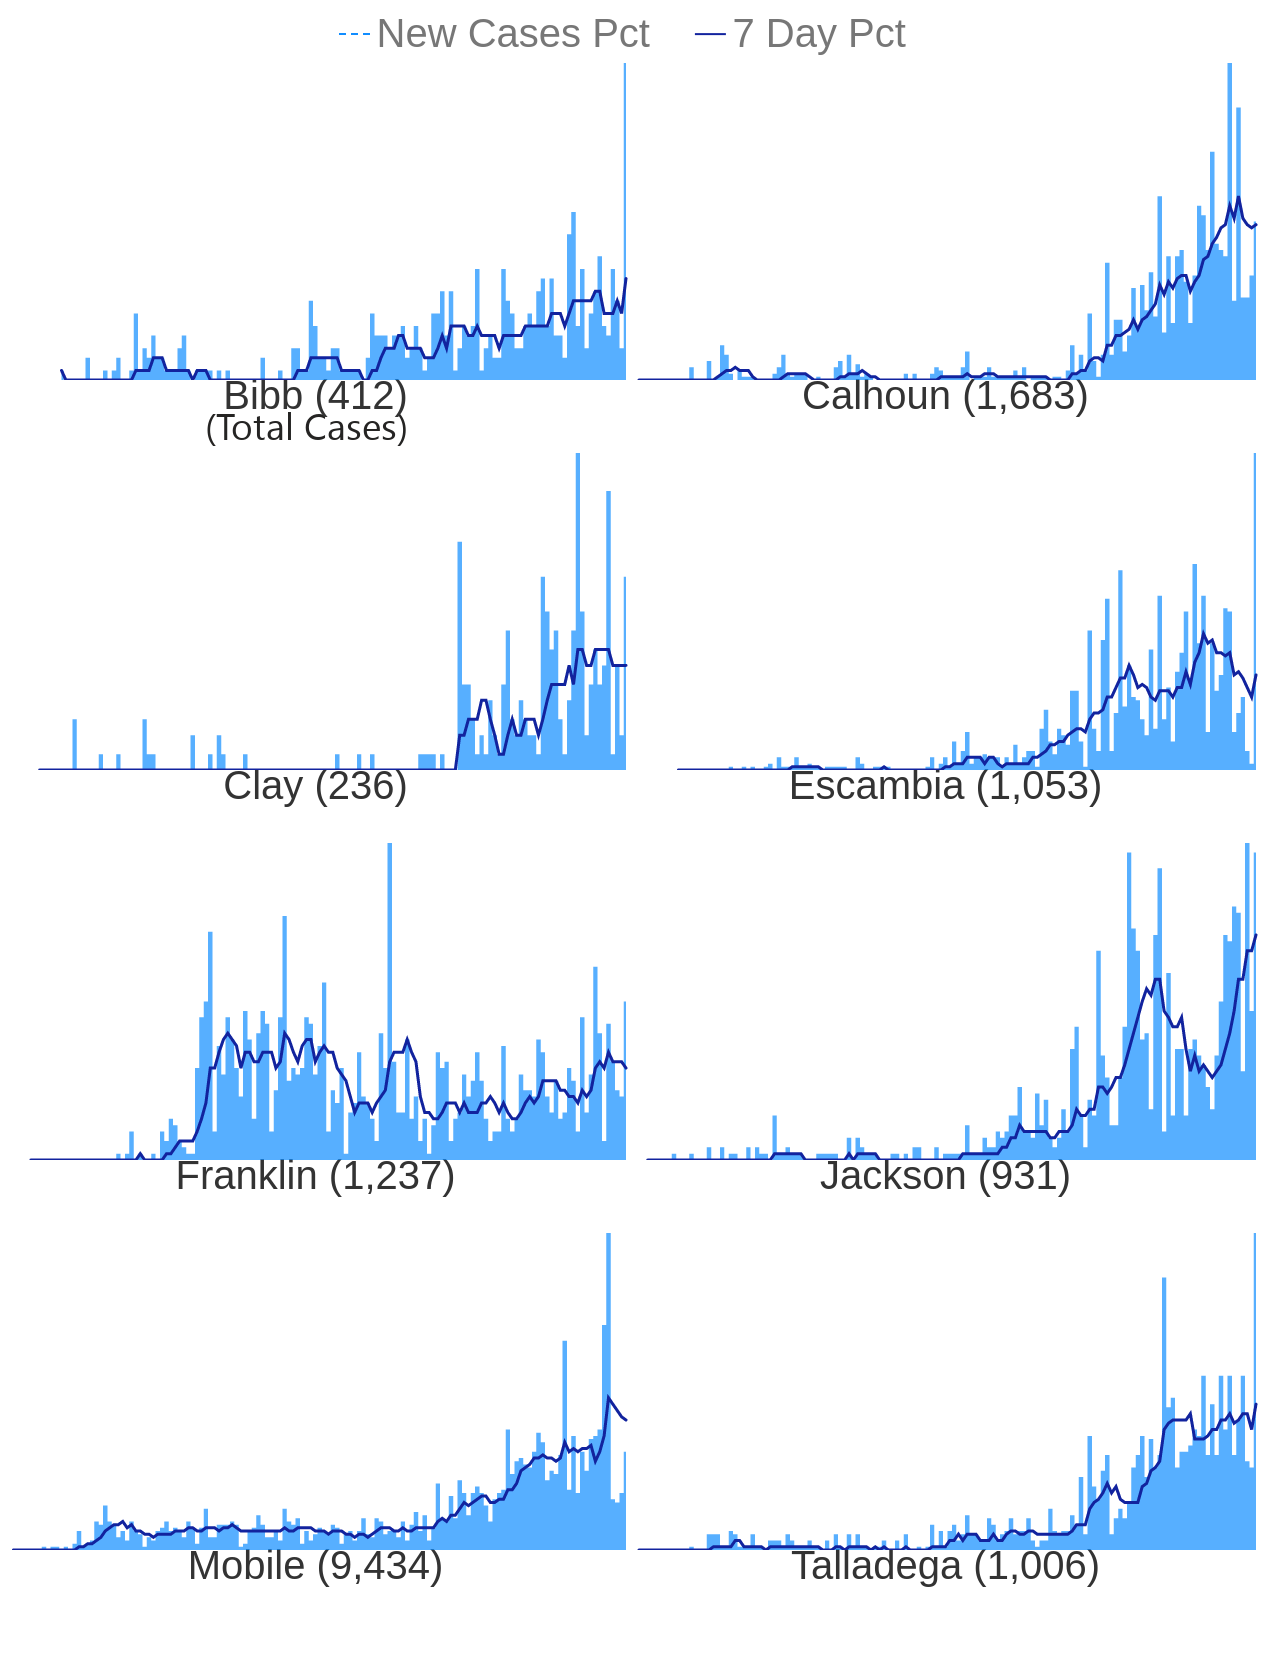 New Cases Pct 7 Day Pct
Bibb (412) Calhoun (1,683)
(Total Cases)
Clay (236) Escambia (1,053)
Franklin (1,237) Jackson (931)
Mobile (9,434) Talladega (1,006)